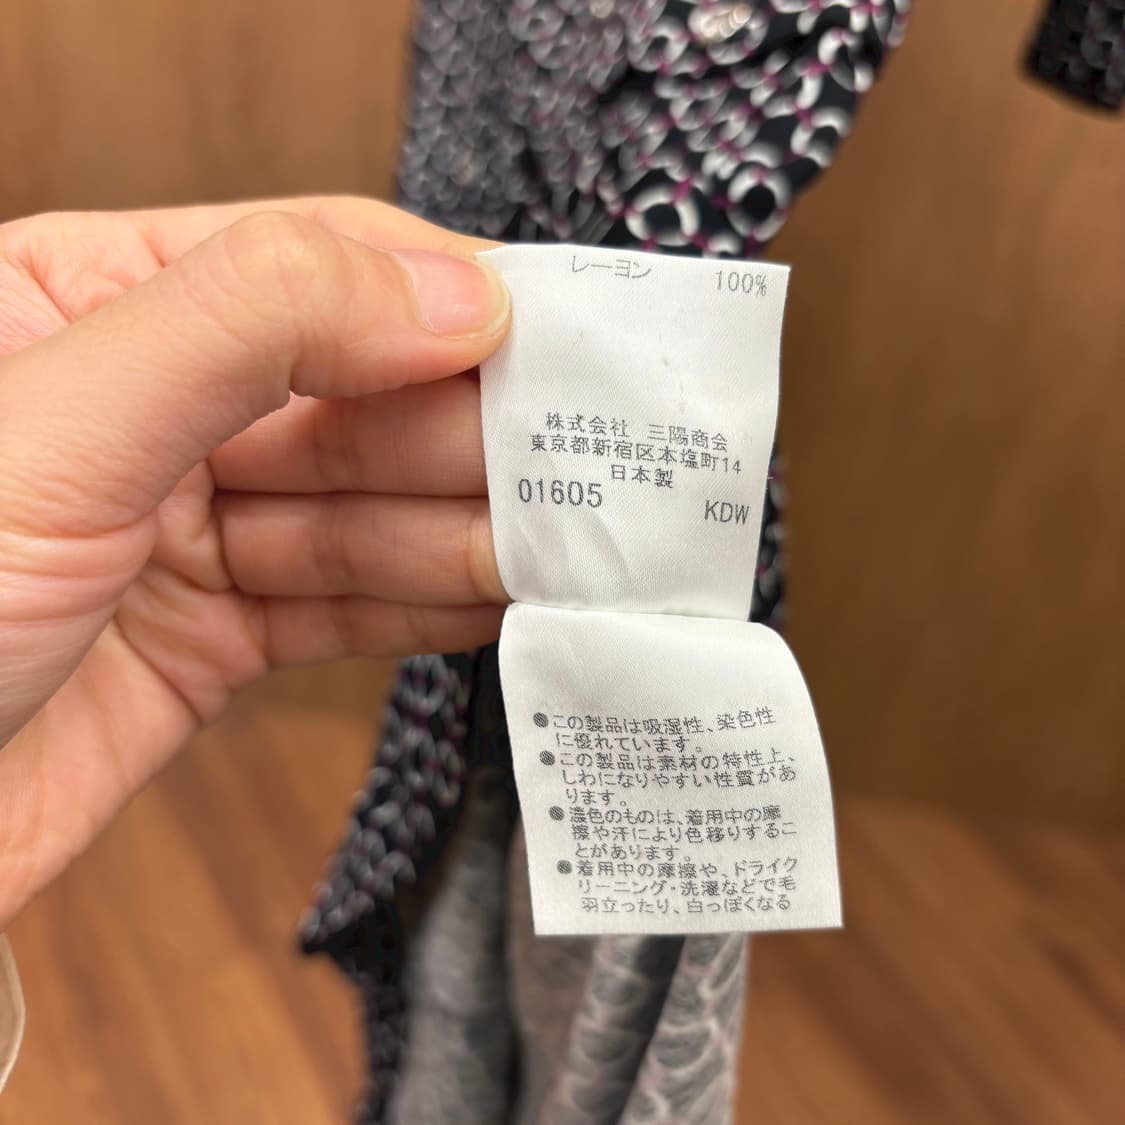 レーヨン 100%
株式会社 三陽商会
東京都新宿区本塩町14
日本製
01605 KDW
●この製品は吸湿性、染色性
に優れています。
●この製品は素材の特性上、
しわになりやすい性質があ
ります。
●濃色のものは、着用中の摩
擦や汗により色移りするこ
とがあります。
●着用中の摩擦や、ドライク
リーニング・洗濯などで毛
羽立ったり、白っぽくなる